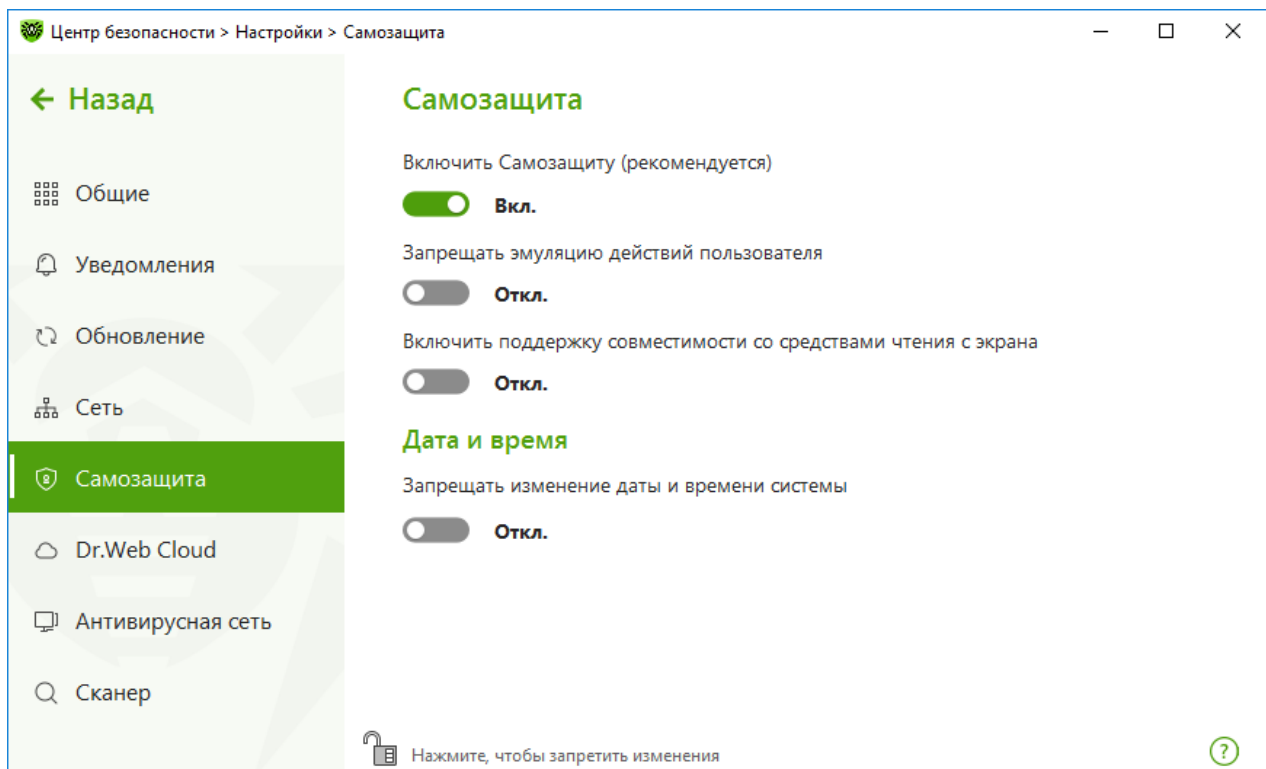 Центр безопасности > Настройки > Самозащита
Назад
Общие
Уведомления
Обновление
Сеть
Самозащита
Dr.Web Cloud
Антивирусная сеть
Сканер
Самозащита
Включить Самозащиту (рекомендуется)
Вкл.
Запрещать эмуляцию действий пользователя
Откл.
Включить поддержку совместимости со средствами чтения с экрана
Откл.
Дата и время
Запрещать изменение даты и времени системы
Откл.
Нажмите, чтобы запретить изменения
?